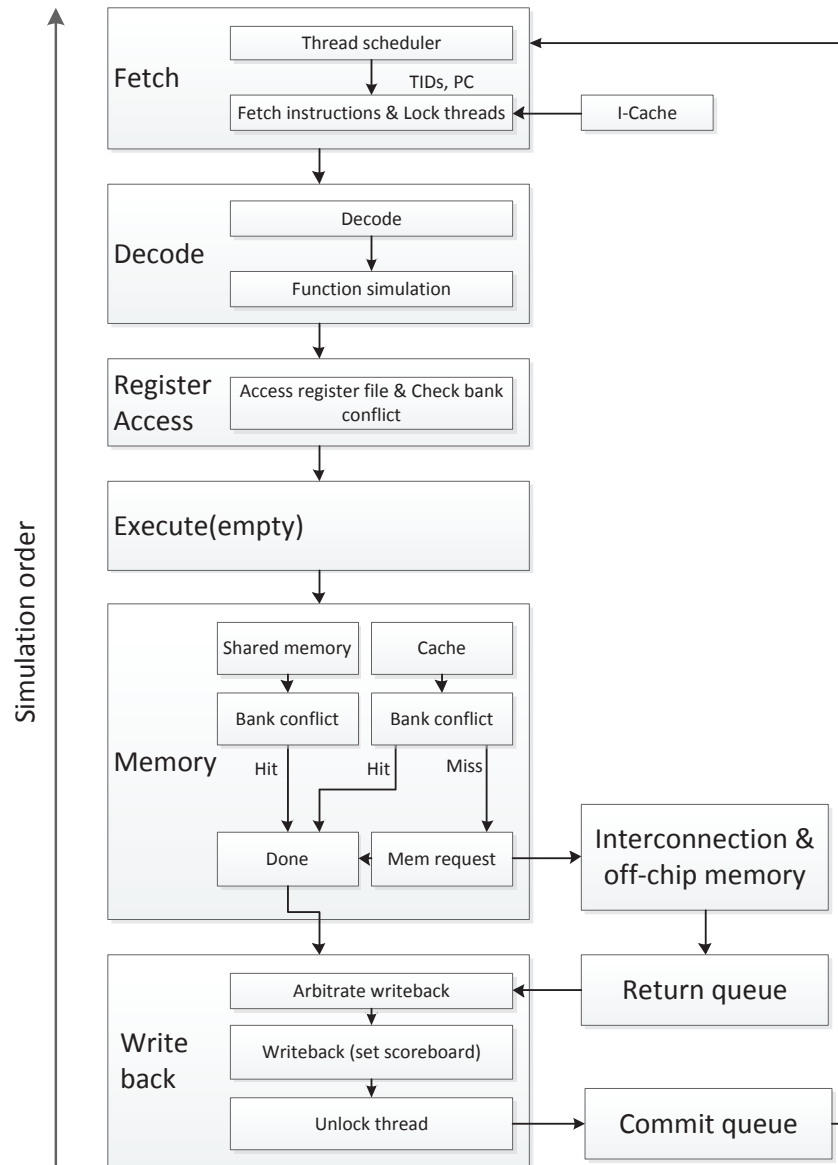 Simulation order
Fetch
Thread scheduler
TIDs, PC
Fetch instructions & Lock threads
I-Cache
Decode
Decode
Function simulation
Register
Access
Access register file & Check bank
conflict
Execute(empty)
Memory
Shared memory
Cache
Bank conflict
Bank conflict
Hit
Hit
Miss
Done
Mem request
Interconnection &
off-chip memory
Return queue
Write
back
Arbitrate writeback
Writeback (set scoreboard)
Unlock thread
Commit queue